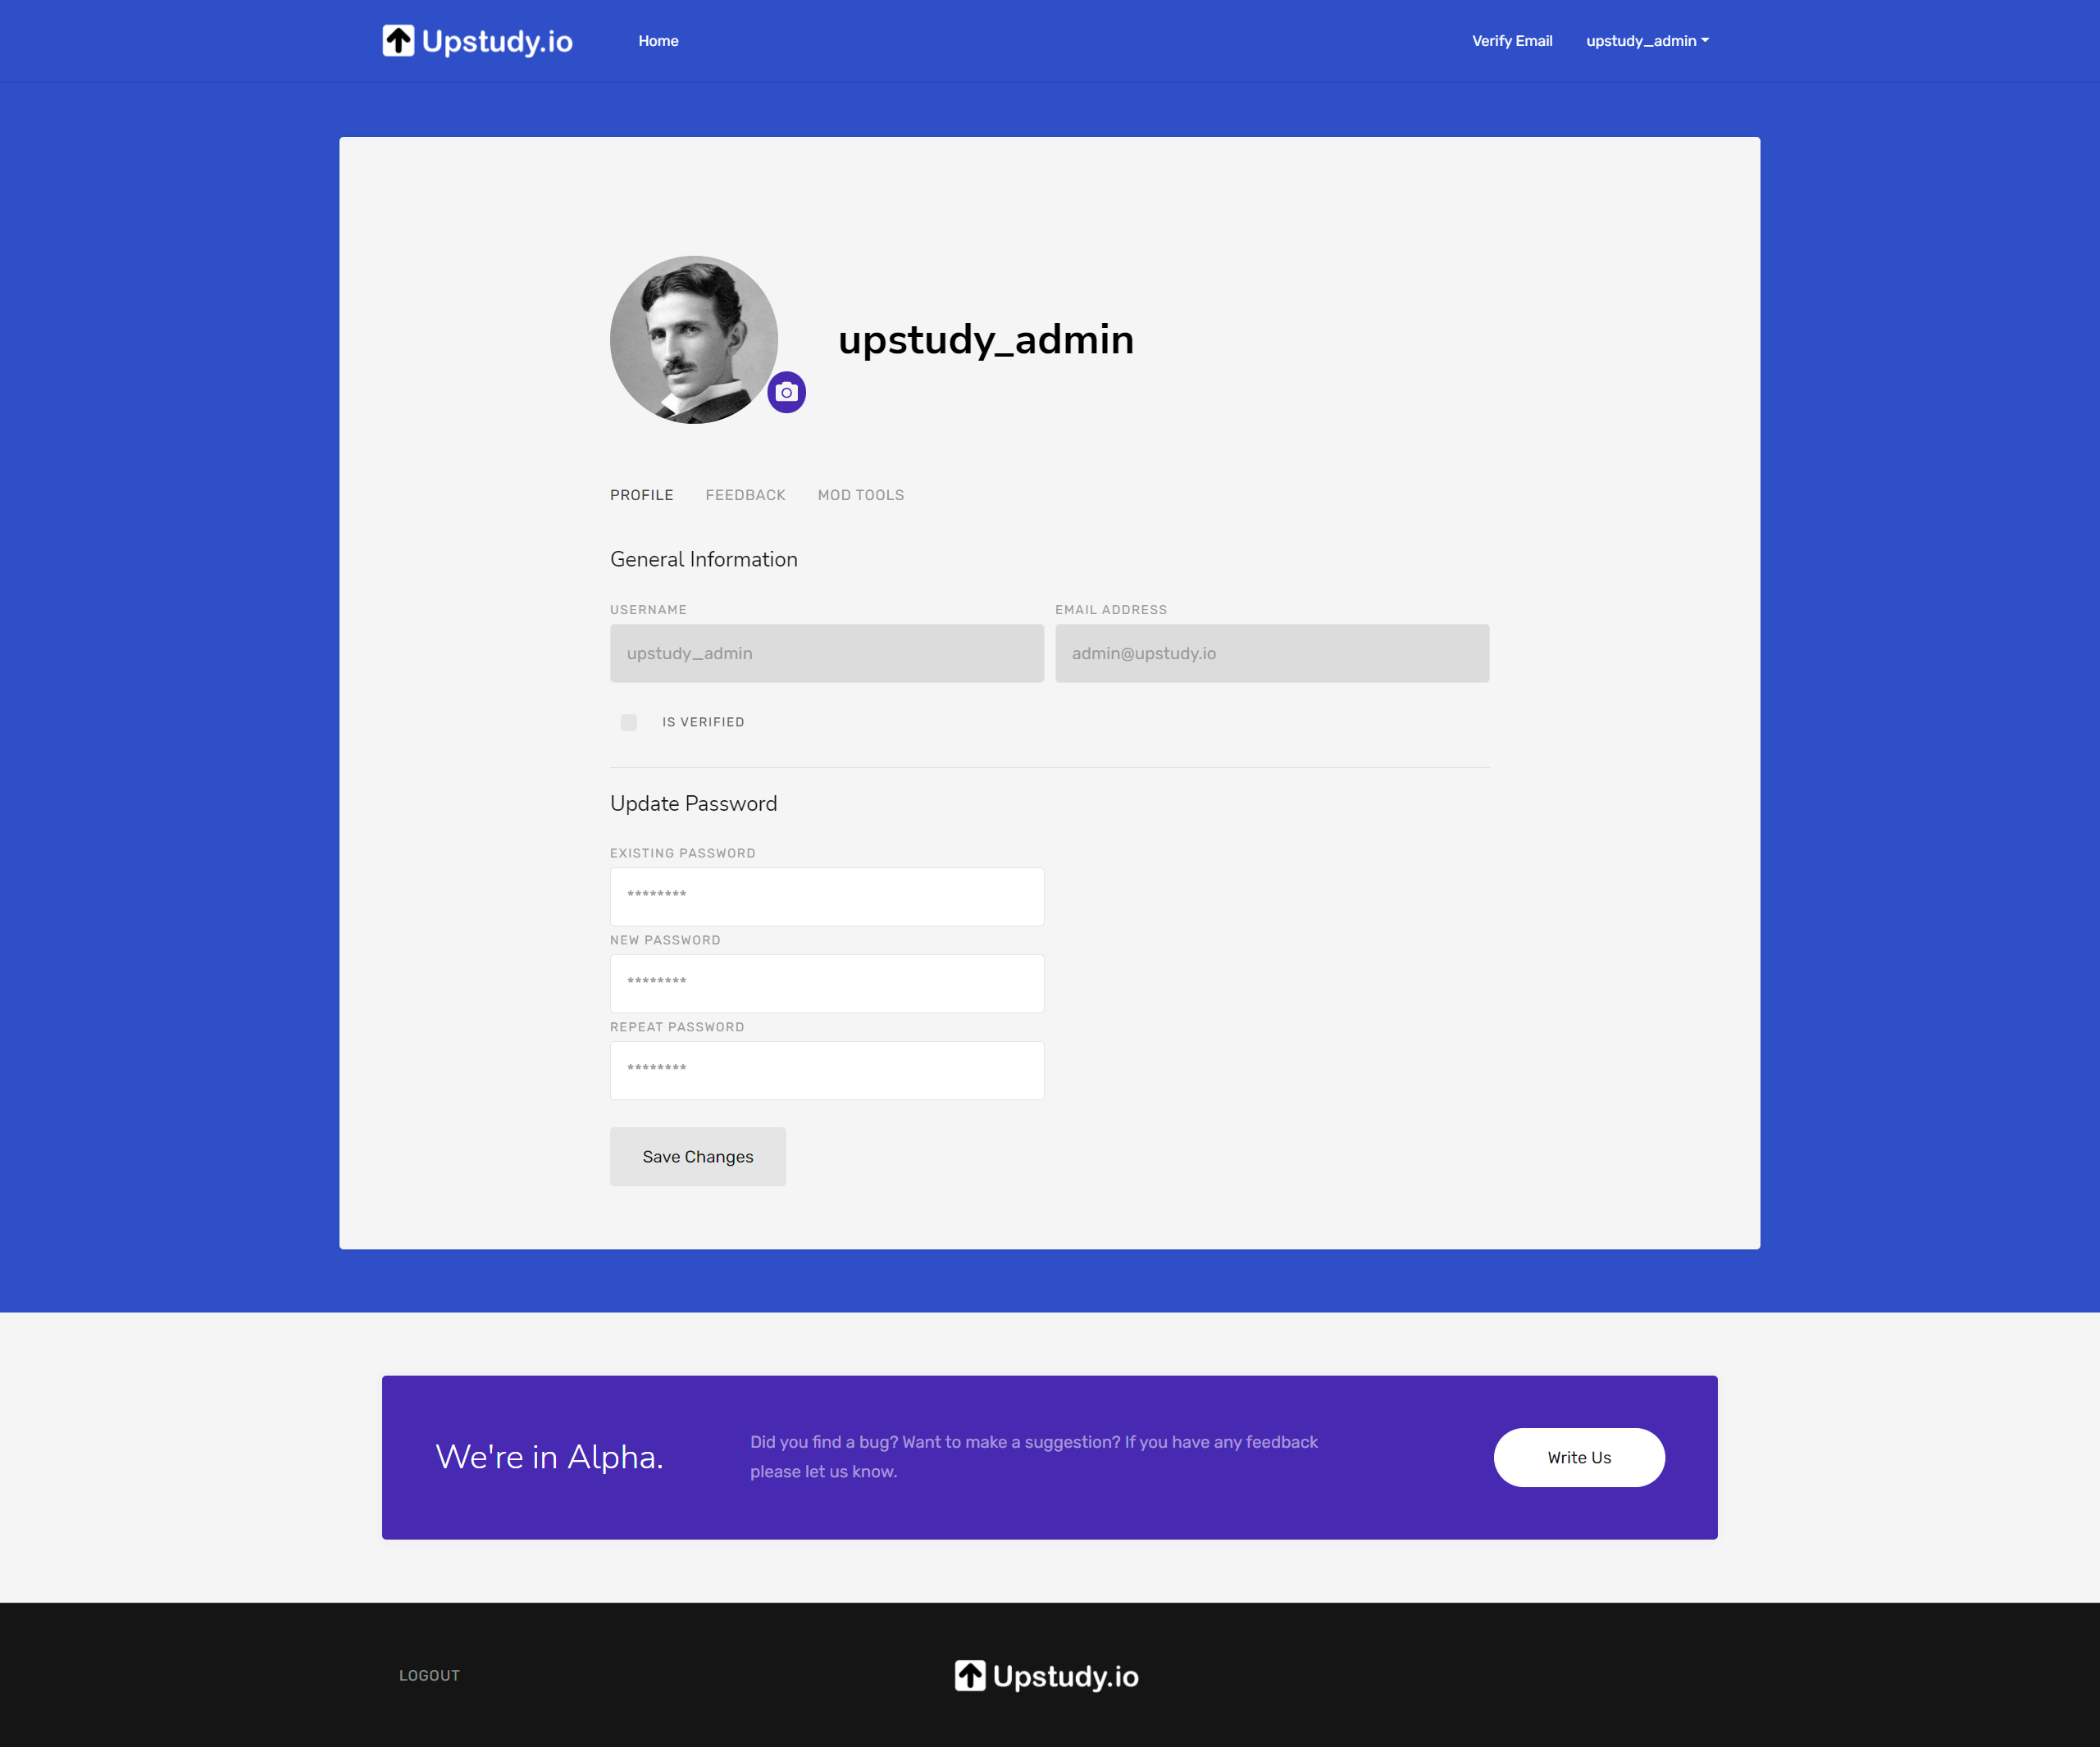 Upstudy.io
Home
Verify Email
upstudy_admin
upstudy_admin
PROFILE
FEEDBACK
MOD TOOLS
General Information
USERNAME
EMAIL ADDRESS
upstudy_admin
admin@upstudy.io
IS VERIFIED
Update Password
EXISTING PASSWORD
********
NEW PASSWORD
********
REPEAT PASSWORD
********
Save Changes
We're in Alpha.
Did you find a bug? Want to make a suggestion? If you have any feedback
please let us know.
Write Us
LOGOUT
Upstudy.io